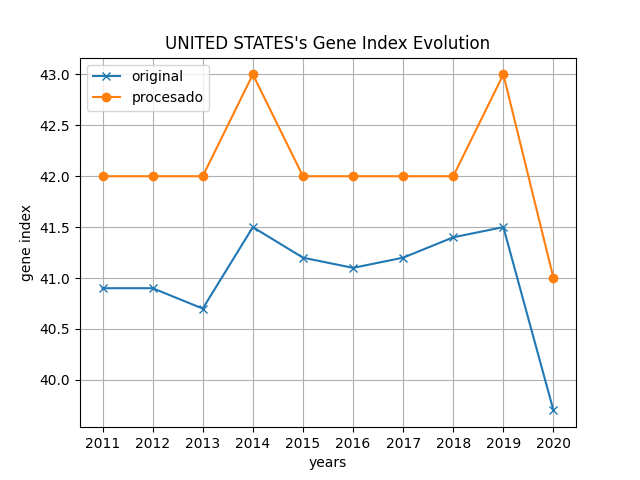 UNITED STATES's Gene Index Evolution
original
procesado
43.0
42.5
42.0
41.5
41.0
40.5
40.0
gene index
2011 2012 2013 2014 2015 2016 2017 2018 2019 2020
years